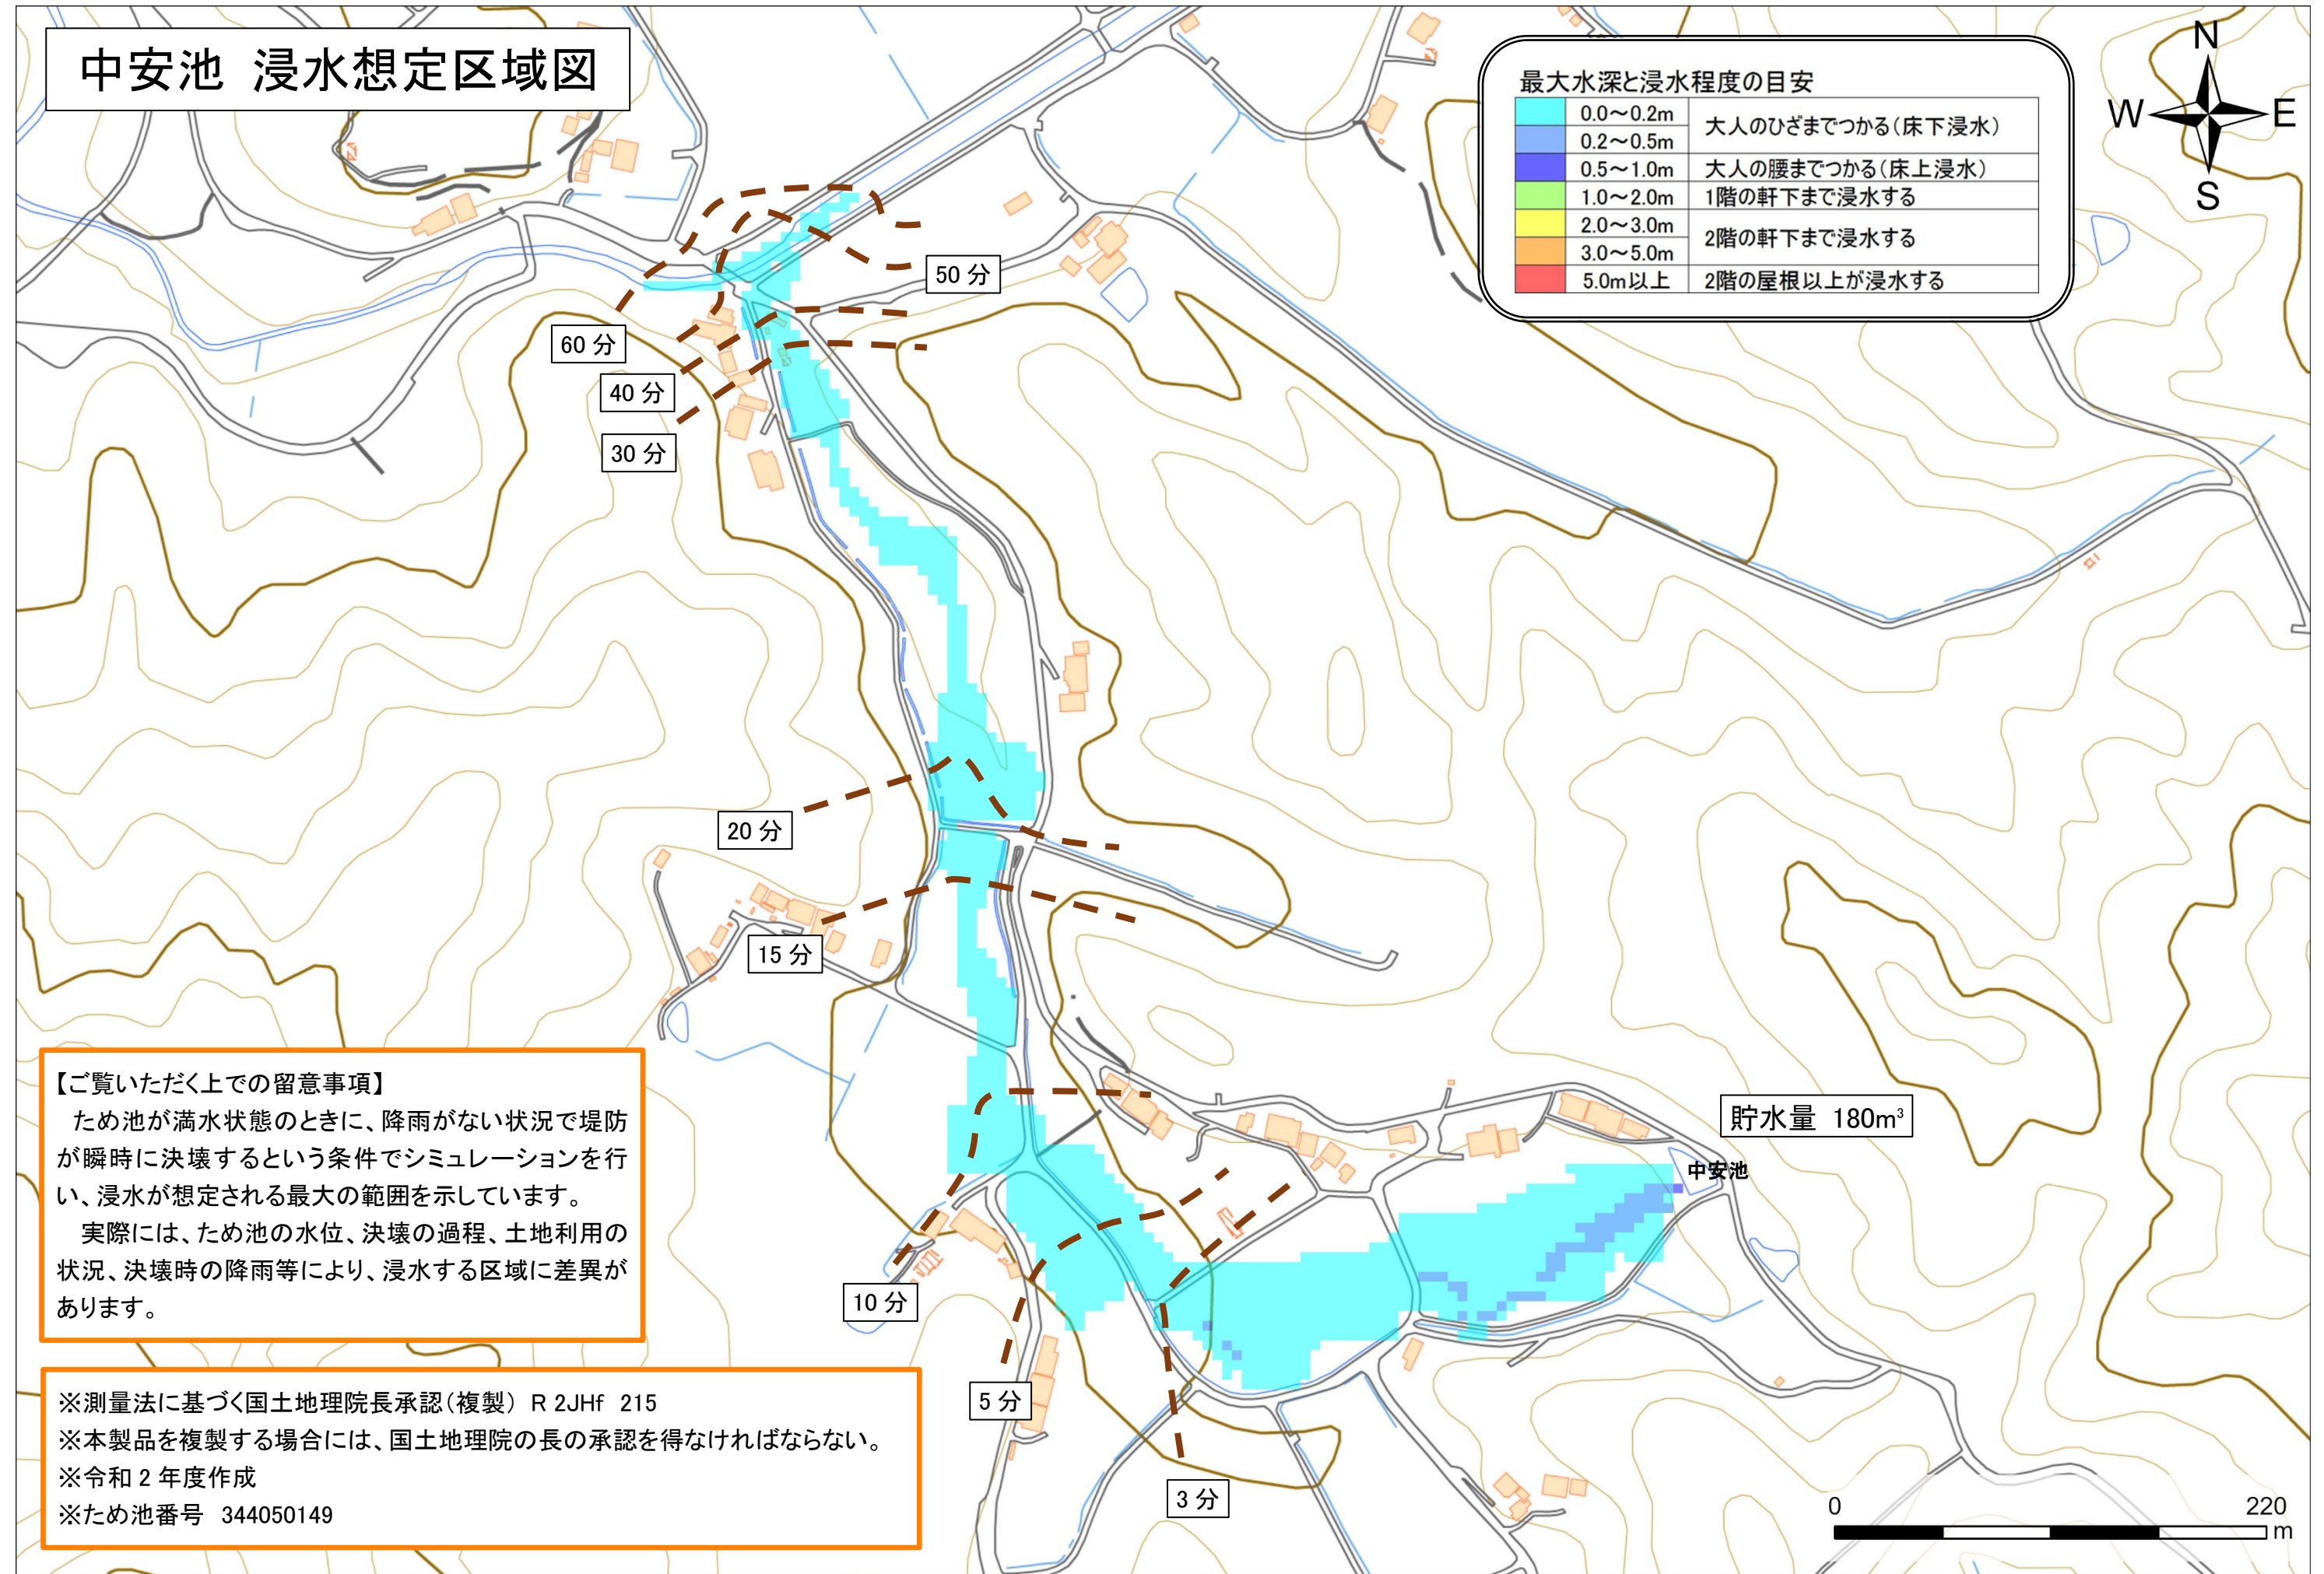 中安池 浸水想定区域図
最大水深と浸水程度の目安
0.0～0.2m
大人のひざまでつかる（床下浸水）
0.2～0.5m
0.5～1.0m 大人の腰までつかる（床上浸水）
1.0～2.0m 1階の軒下まで浸水する
2.0～3.0m
2階の軒下まで浸水する
3.0～5.0m
5.0m以上 2階の屋根以上が浸水する
N
W
E
S
50 分
60 分
40 分
30 分
20 分
15 分
10 分
5 分
3 分
貯水量 180m³
中安池
【ご覧いただく上での留意事項】
ため池が満水状態のときに、降雨がない状況で堤防
が瞬時に決壊するという条件でシミュレーションを行
い、浸水が想定される最大の範囲を示しています。
実際には、ため池の水位、決壊の過程、土地利用の
状況、決壊時の降雨等により、浸水する区域に差異が
あります。
※測量法に基づく国土地理院長承認（複製） R 2JHf 215
※本製品を複製する場合には、国土地理院の長の承認を得なければならない。
※令和 2 年度作成
※ため池番号 344050149
0
220
m